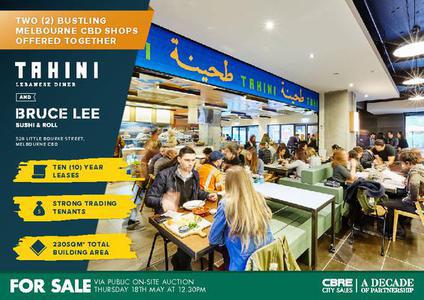 TWO (2) BUSTLING
MELBOURNE CBD SHOPS
OFFERED TOGETHER
TAHINI
LEBANESE DINER
AND
BRUCE LEE
SUSHI & ROLL
528 LITTLE BOURKE STREET,
MELBOURNE CBD
TEN (10) YEAR
LEASES
STRONG TRADING
TENANTS
230SQM* TOTAL
BUILDING AREA
طحينة TAHINI طحينة
FOR SALE
VIA PUBLIC ON-SITE AUCTION
THURSDAY 18TH MAY AT 12.30PM
CBRE
CITY SALES
A DECADE
OF PARTNERSHIP